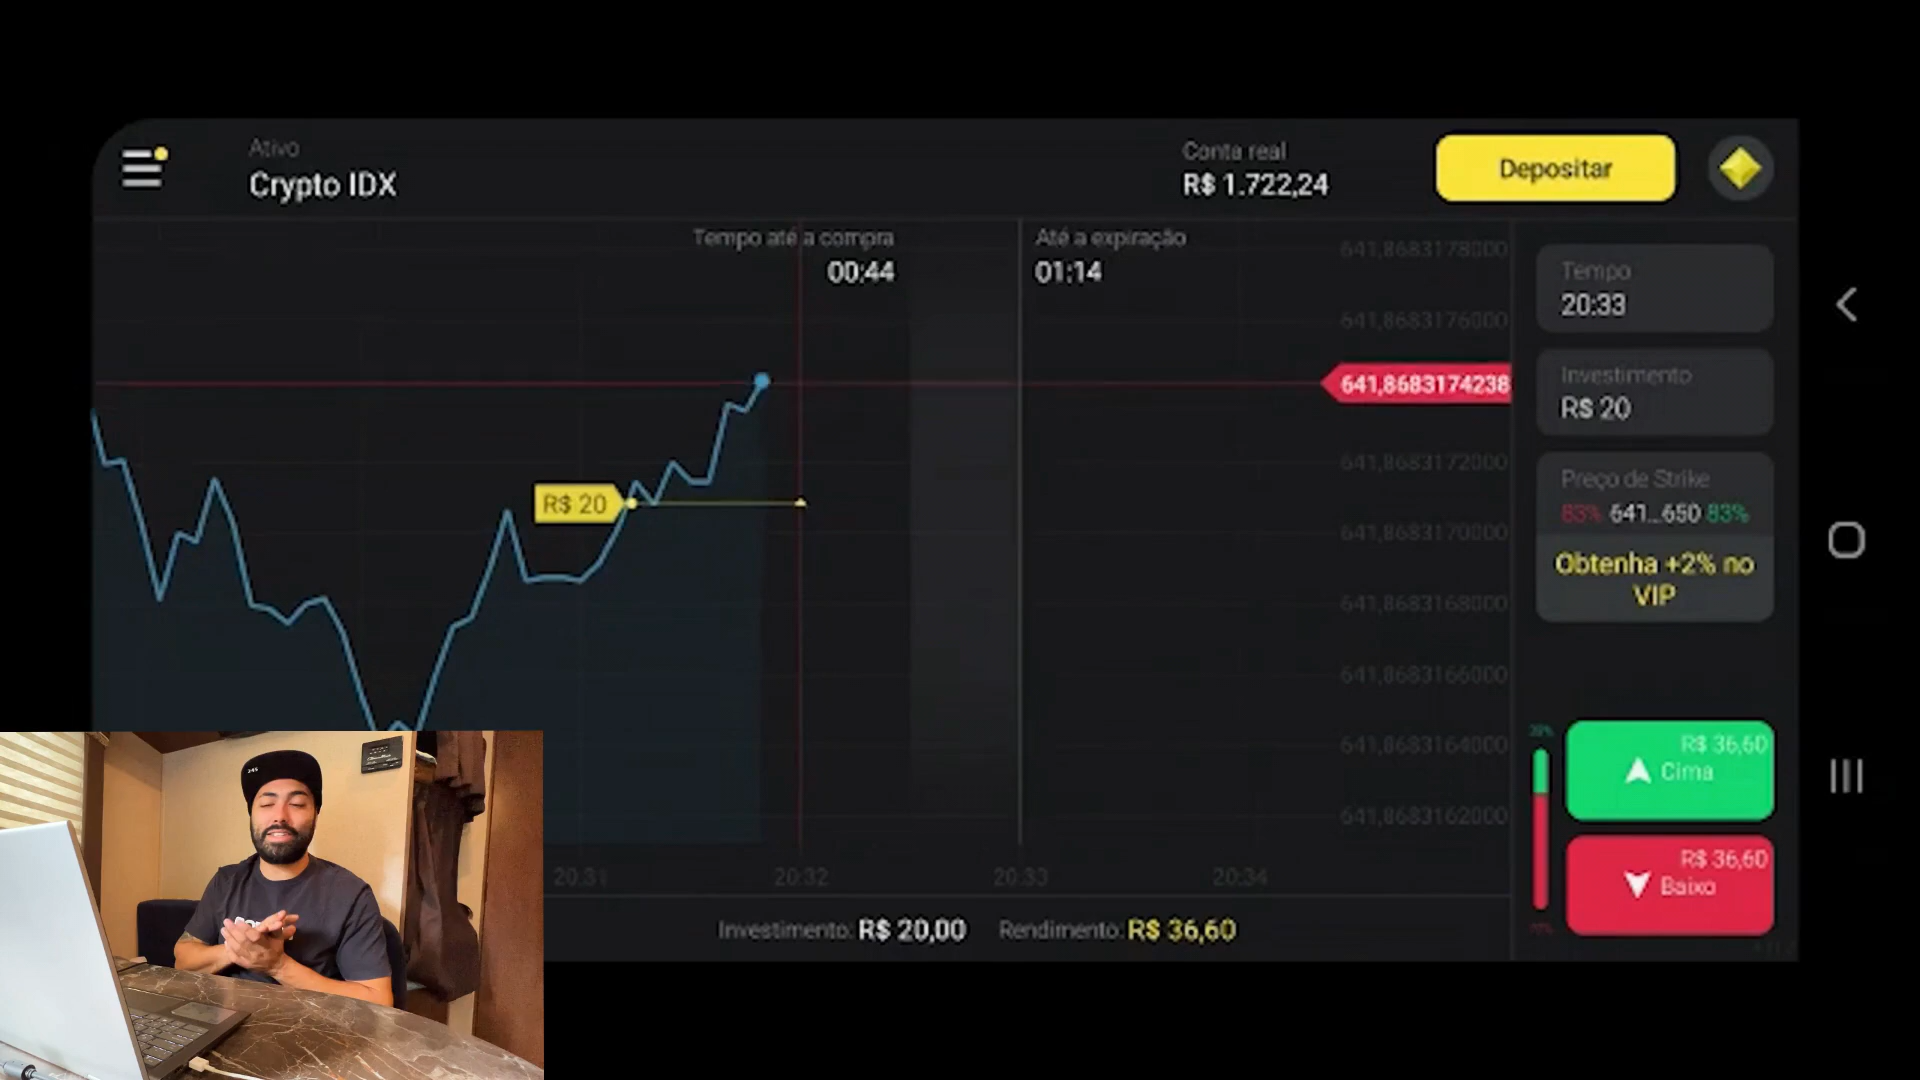 Ativo
Crypto IDX
Conta real
R$ 1.722,24
Depositar
Tempo até a compra
00:44
Até a expiração
01:14
641,8683178000
641,8683176000
641,8683174238
641,8683172000
641,8683170000
641,8683168000
641,8683166000
641,8683164000
641,8683162000
R$ 20
Tempo
20:33
Investimento
R$ 20
Preço de Strike
83% 641...650 83%
Obtenha +2% no
VIP
R$ 36,60
Cima
R$ 36,60
Baixo
20:31
20:32
20:33
20:34
Investimento: R$ 20,00 Rendimento: R$ 36,60